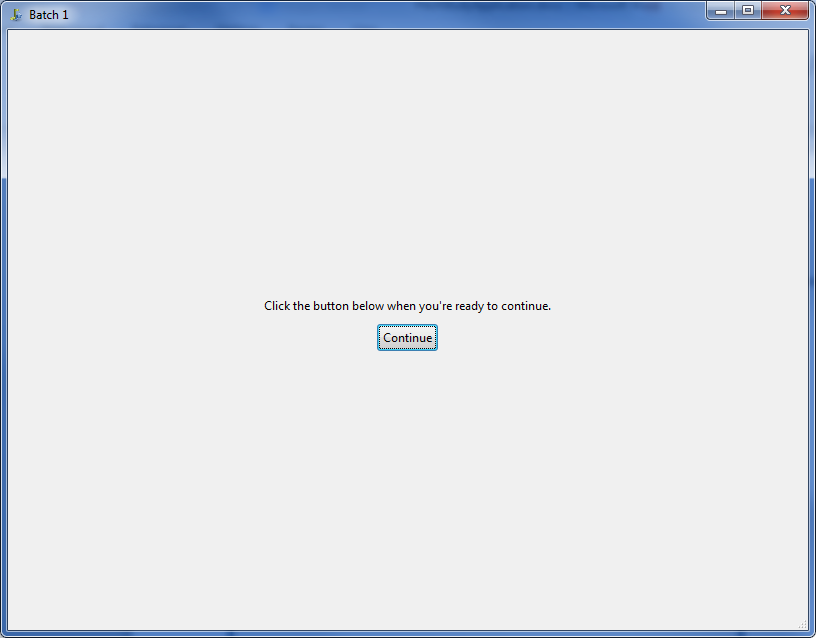 Batch 1
Click the button below when you're ready to continue.
Continue